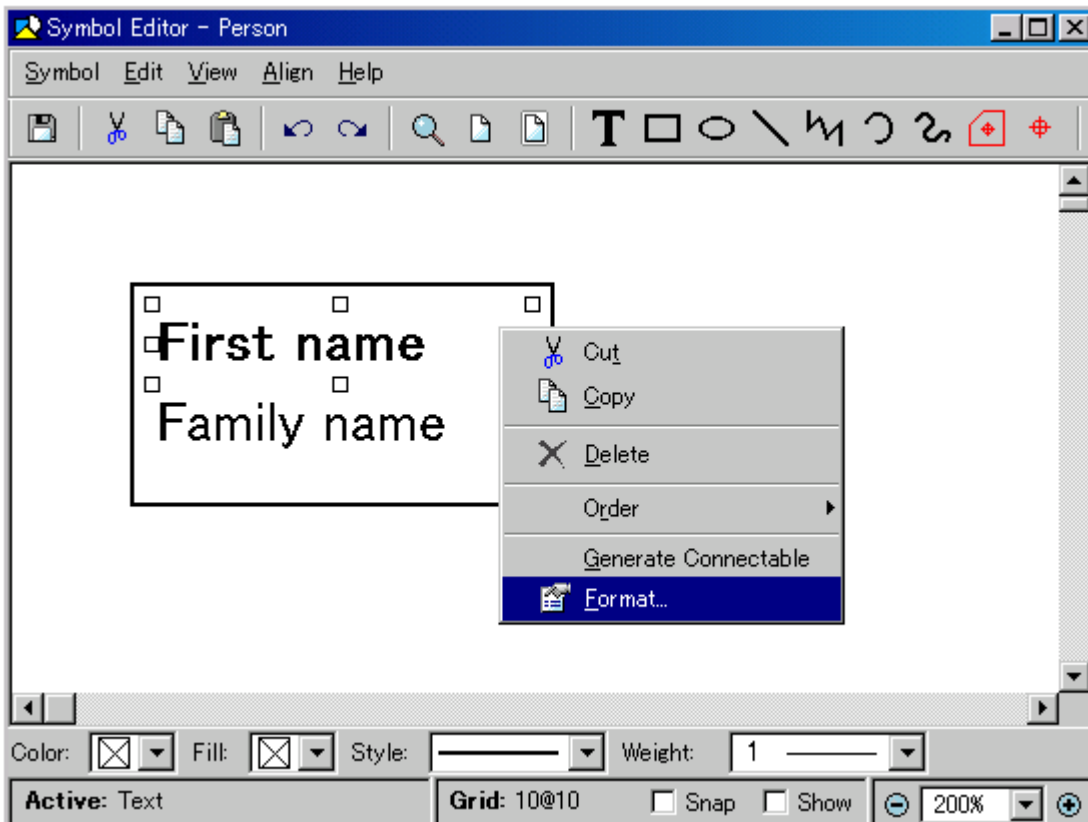 Symbol Editor - Person
Symbol Edit View Align Help
T
First name
Family name
Cut
Copy
Delete
Order
Generate Connectable
Format...
Color: Fill: Style: Weight: 1
Active: Text Grid: 10@10 Snap Show 200%